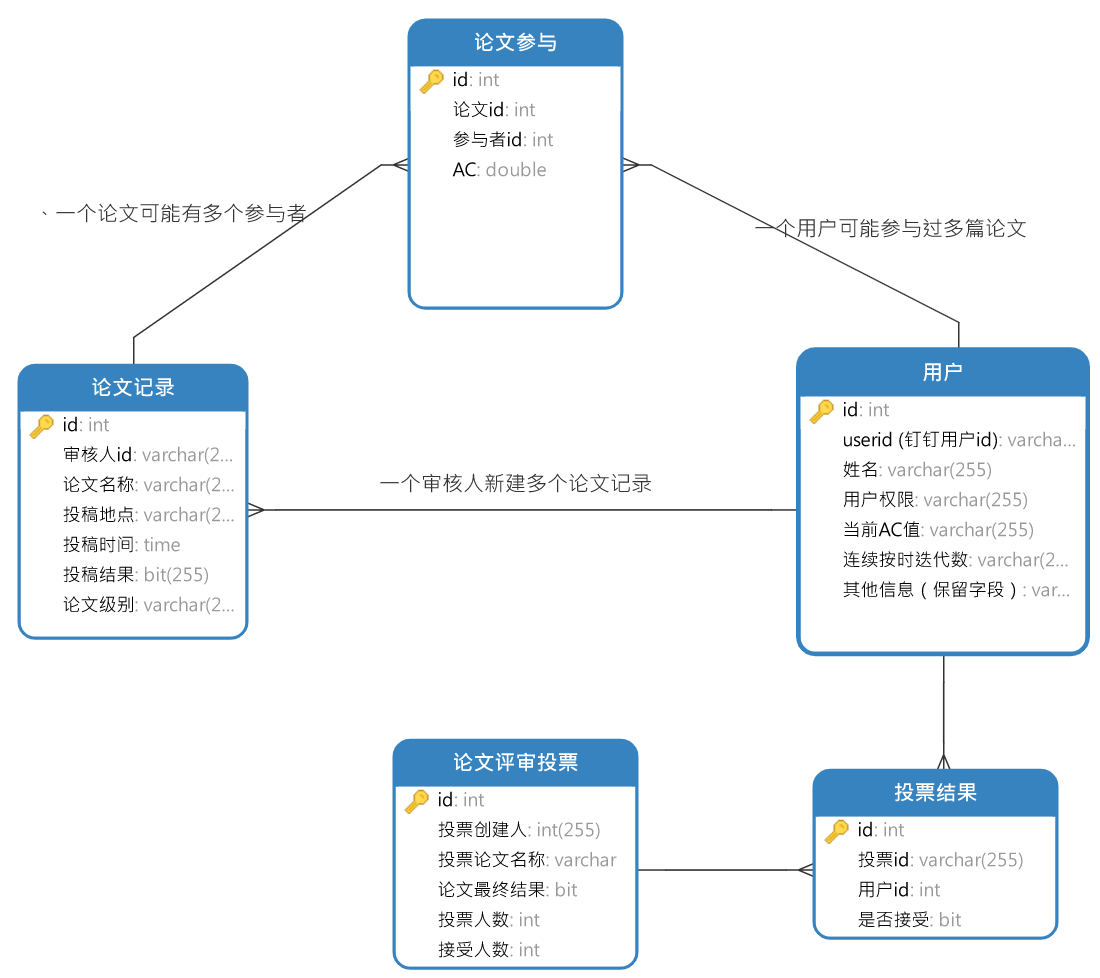 论文参与
id: int
论文id: int
参与者id: int
AC: double
、一个论文可能有多个参与者
一个用户可能参与过多篇论文
论文记录
id: int
审核人id: varchar(2...
论文名称: varchar(2...
投稿地点: varchar(2...
投稿时间: time
投稿结果: bit(255)
论文级别: varchar(2...
一个审核人新建多个论文记录
用户
id: int
userid (钉钉用户id): varcha...
姓名: varchar(255)
用户权限: varchar(255)
当前AC值: varchar(255)
连续按时迭代数: varchar(2...
其他信息（保留字段）: var...
论文评审投票
id: int
投票创建人: int(255)
投票论文名称: varchar
论文最终结果: bit
投票人数: int
接受人数: int
投票结果
id: int
投票id: varchar(255)
用户id: int
是否接受: bit